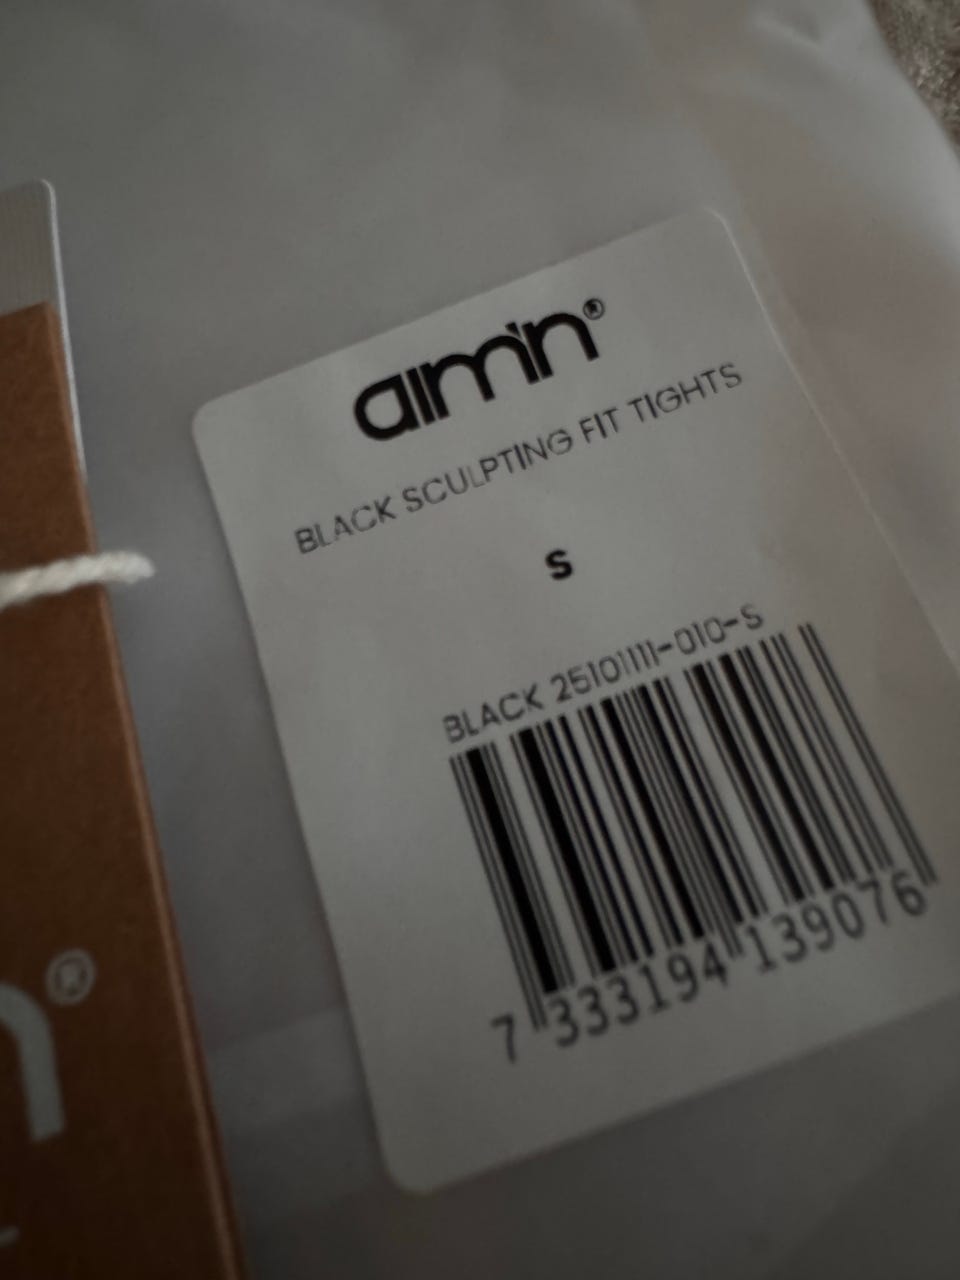 aim'n®
BLACK SCULPTING FIT TIGHTS
S
BLACK 25101111-010-S
7 333194 139076
n®